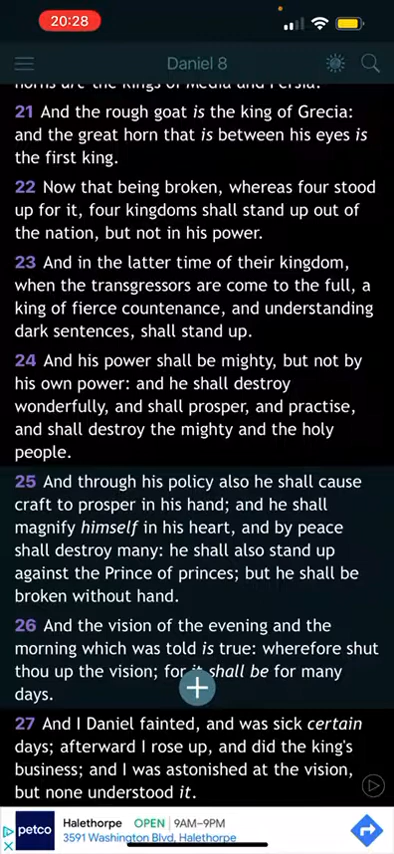 20:28
Daniel 8
horns are the kings of Media and Persia.
21 And the rough goat is the king of Grecia:
and the great horn that is between his eyes is
the first king.
22 Now that being broken, whereas four stood
up for it, four kingdoms shall stand up out of
the nation, but not in his power.
23 And in the latter time of their kingdom,
when the transgressors are come to the full, a
king of fierce countenance, and understanding
dark sentences, shall stand up.
24 And his power shall be mighty, but not by
his own power: and he shall destroy
wonderfully, and shall prosper, and practise,
and shall destroy the mighty and the holy
people.
25 And through his policy also he shall cause
craft to prosper in his hand; and he shall
magnify himself in his heart, and by peace
shall destroy many: he shall also stand up
against the Prince of princes; but he shall be
broken without hand.
26 And the vision of the evening and the
morning which was told is true: wherefore shut
thou up the vision; for it shall be for many
days.
27 And I Daniel fainted, and was sick certain
days; afterward I rose up, and did the king's
business; and I was astonished at the vision,
but none understood it.
petco
Halethorpe OPEN 9AM–9PM
3591 Washington Blvd, Halethorpe